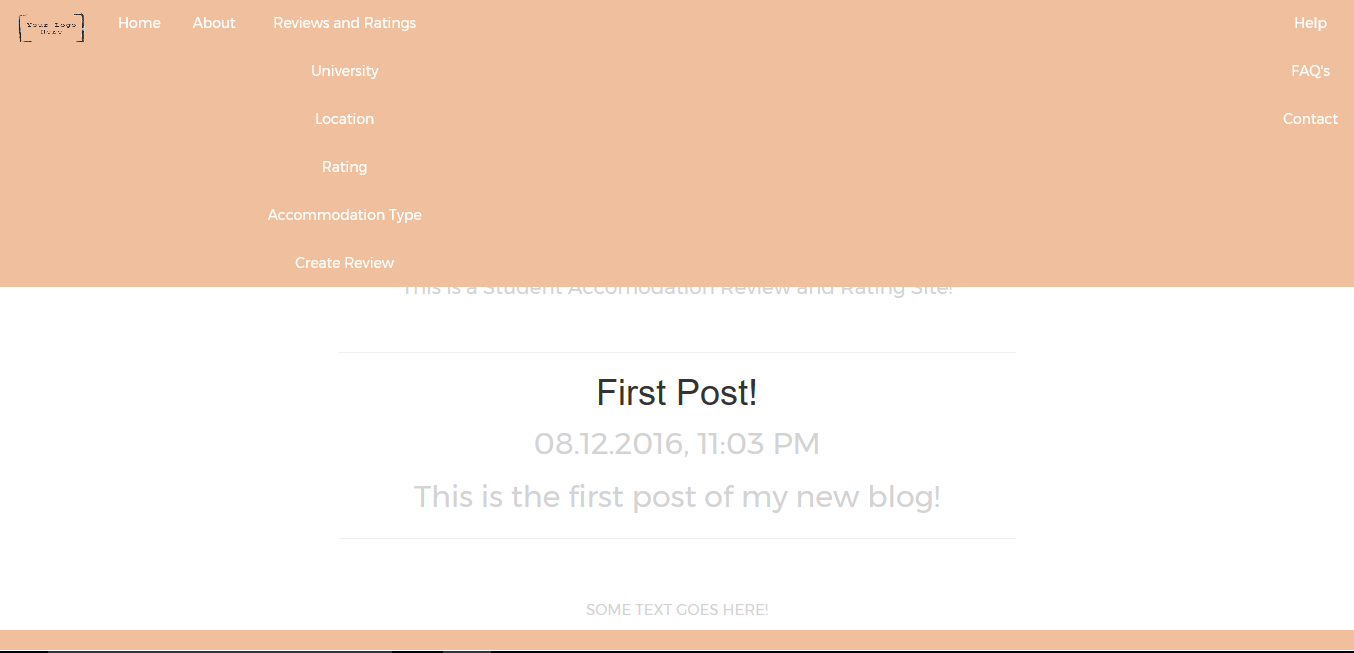 Your Logo
Here
Home
About
Reviews and Ratings
Help
University
FAQ's
Location
Contact
Rating
Accommodation Type
Create Review
This is a Student Accomodation Review and Rating Site!
First Post!
08.12.2016, 11:03 PM
This is the first post of my new blog!
SOME TEXT GOES HERE!